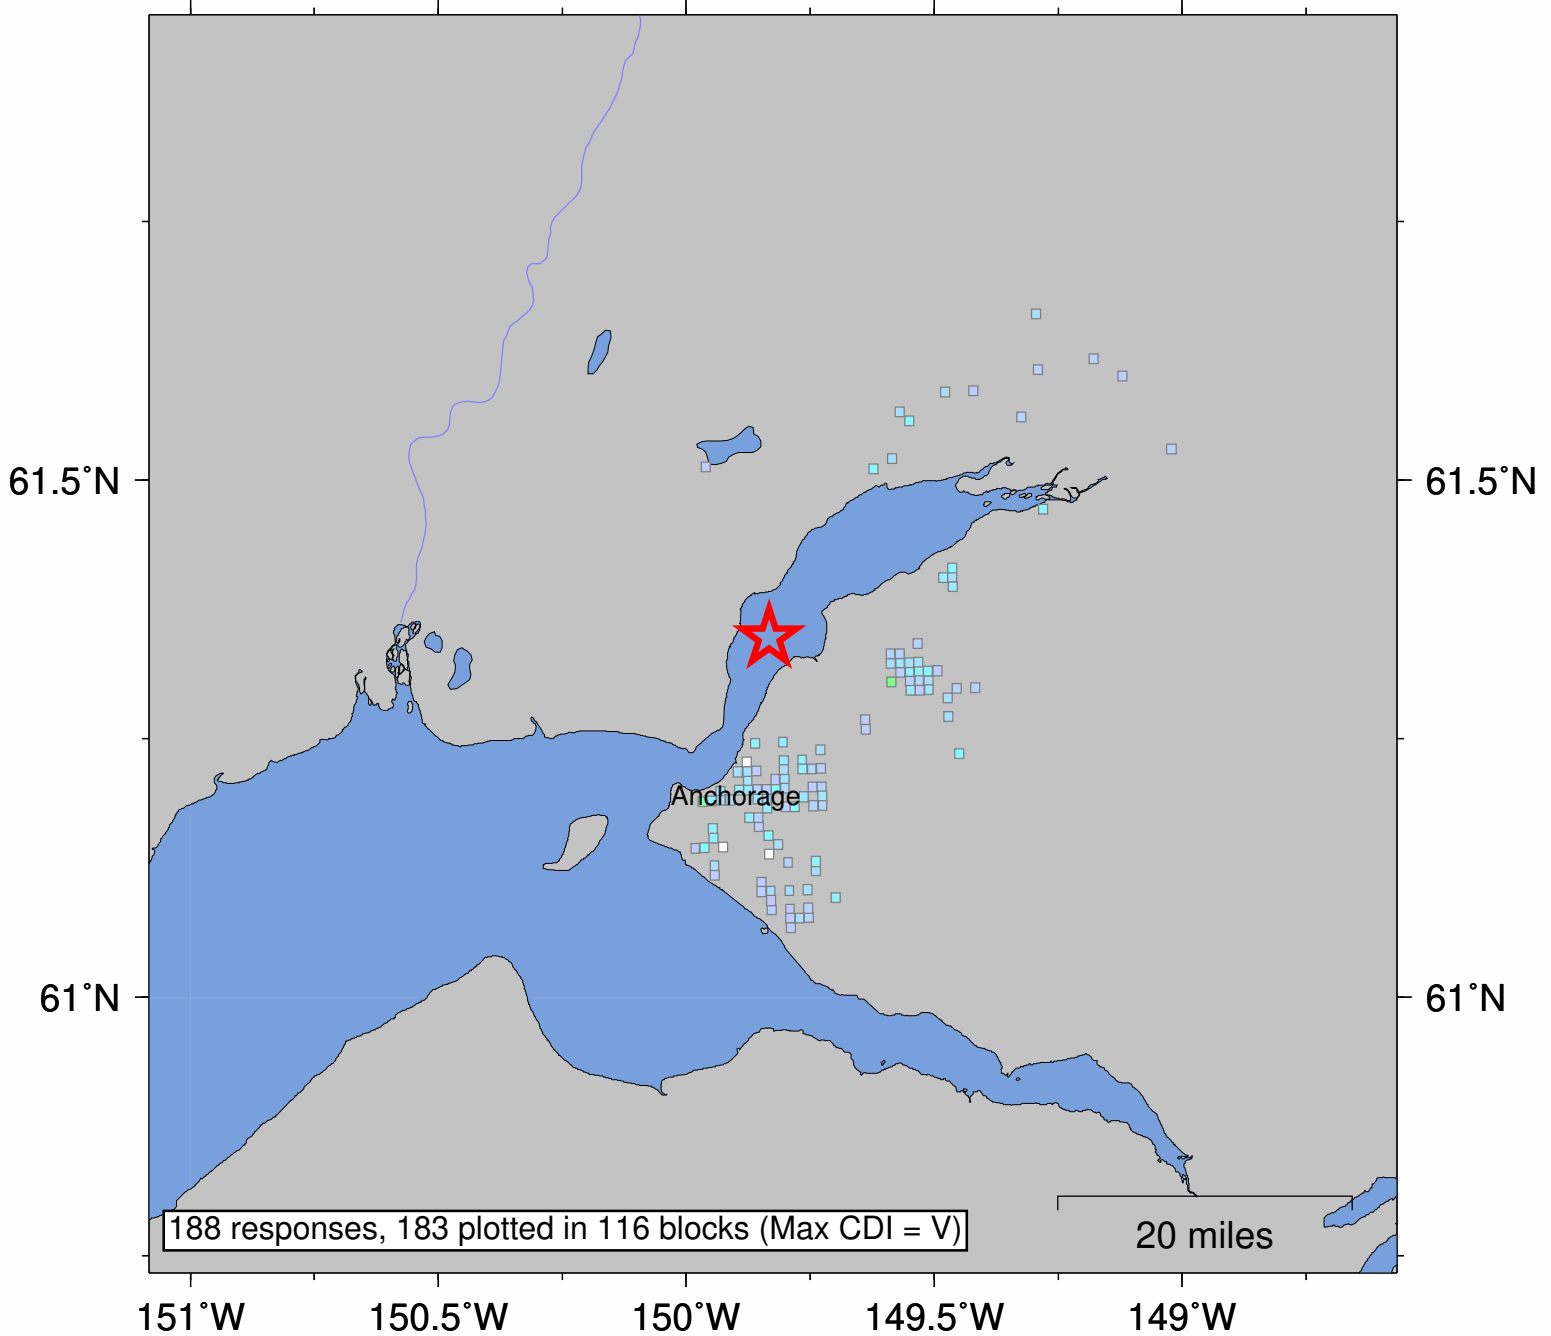 61.5°N
61.5°N
Anchorage
61°N
61°N
188 responses, 183 plotted in 116 blocks (Max CDI = V)
20 miles
151°W
150.5°W
150°W
149.5°W
149°W